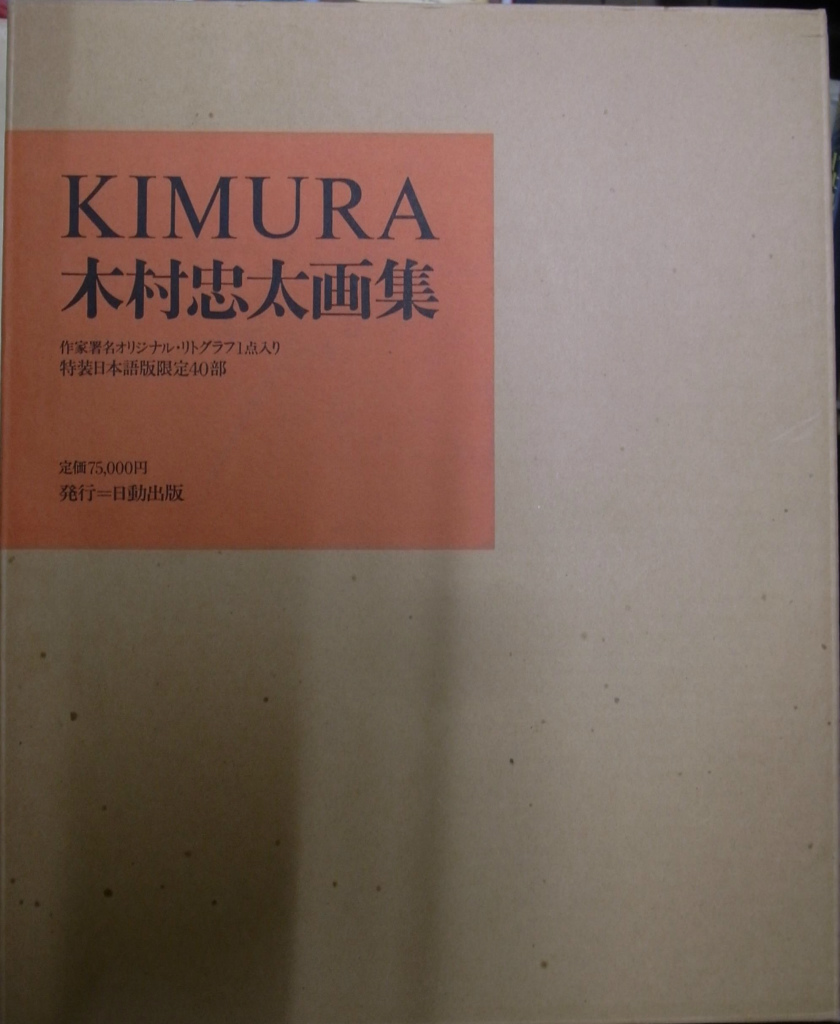 KIMURA
木村忠太画集
作家署名オリジナル・リトグラフ1点入り
特装日本語版限定40部
定価75,000円
発行=日動出版